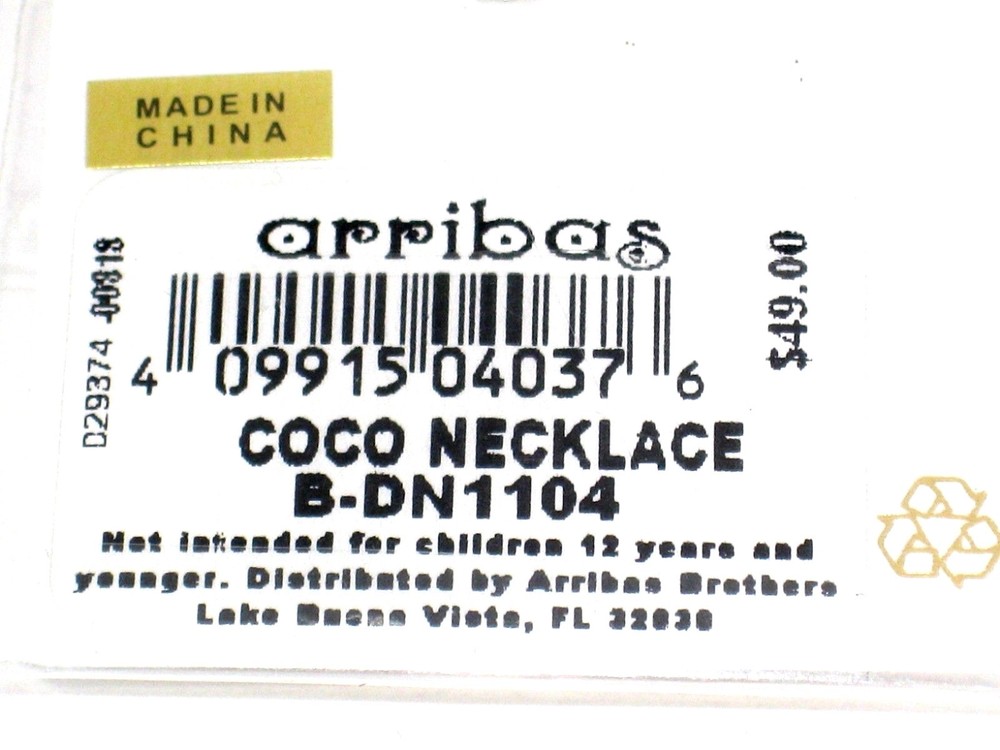 MADE IN
CHINA
arribas
D29374 00818
$49.00
4 09915 04037 6
COCO NECKLACE
B-DN1104
Not intended for children 12 years and
younger. Distributed by Arribas Brothers
Lake Buena Vista, FL 32830